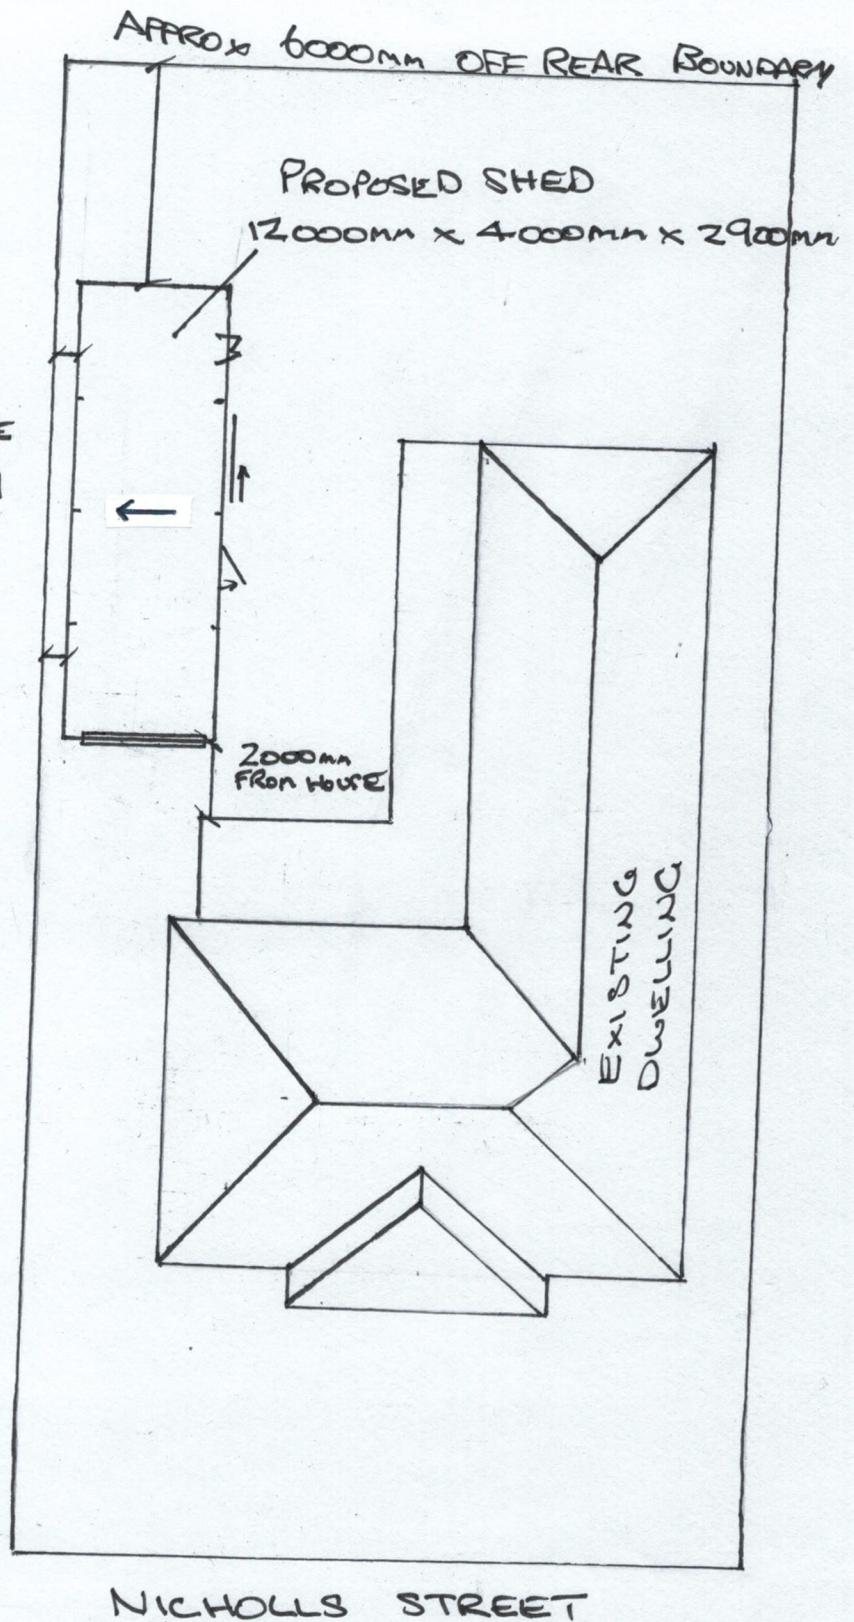 APPROX 6000mm OFF REAR BOUNDARY
PROPOSED SHED
12000mm x 4000mm x 2900mm
2000mm
FROM HOUSE
EXISTING
DWELLING
NICHOLLS STREET